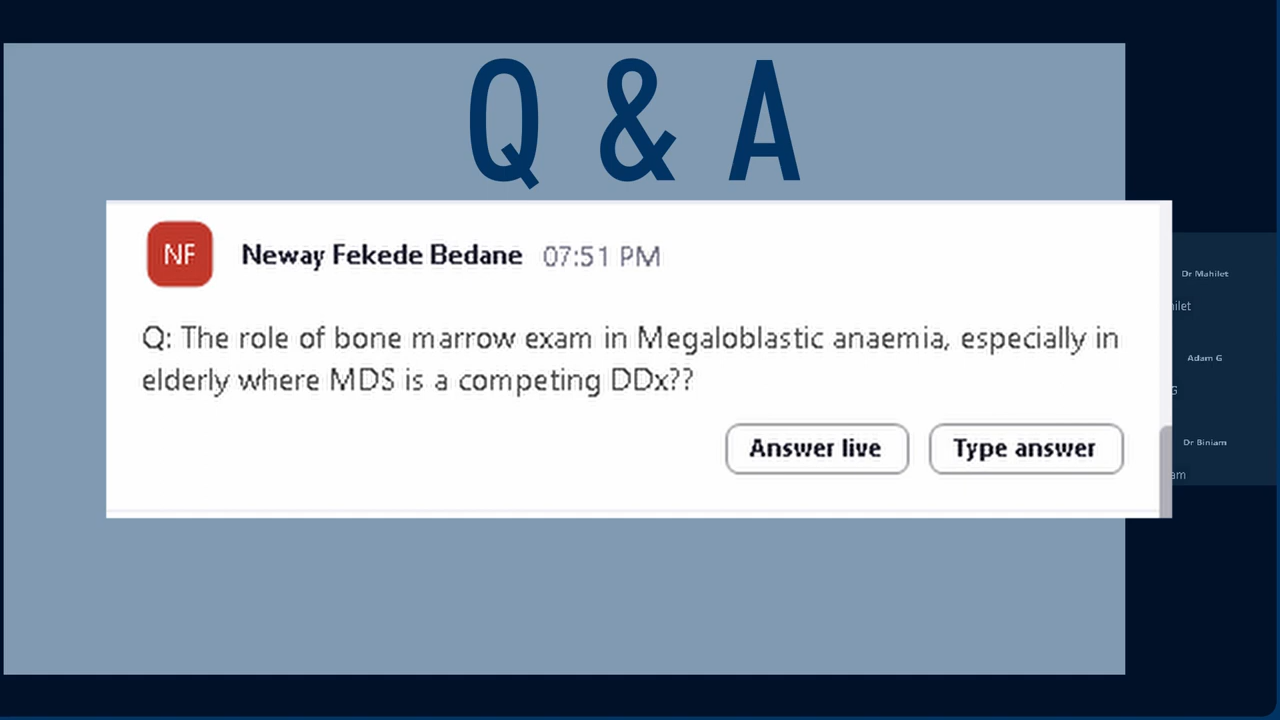 Q & A
NF
Neway Fekede Bedane 07:51 PM
Q: The role of bone marrow exam in Megaloblastic anaemia, especially in
elderly where MDS is a competing DDx??
Answer live
Type answer
Dr Mahilet
Adam G
Dr Biniam